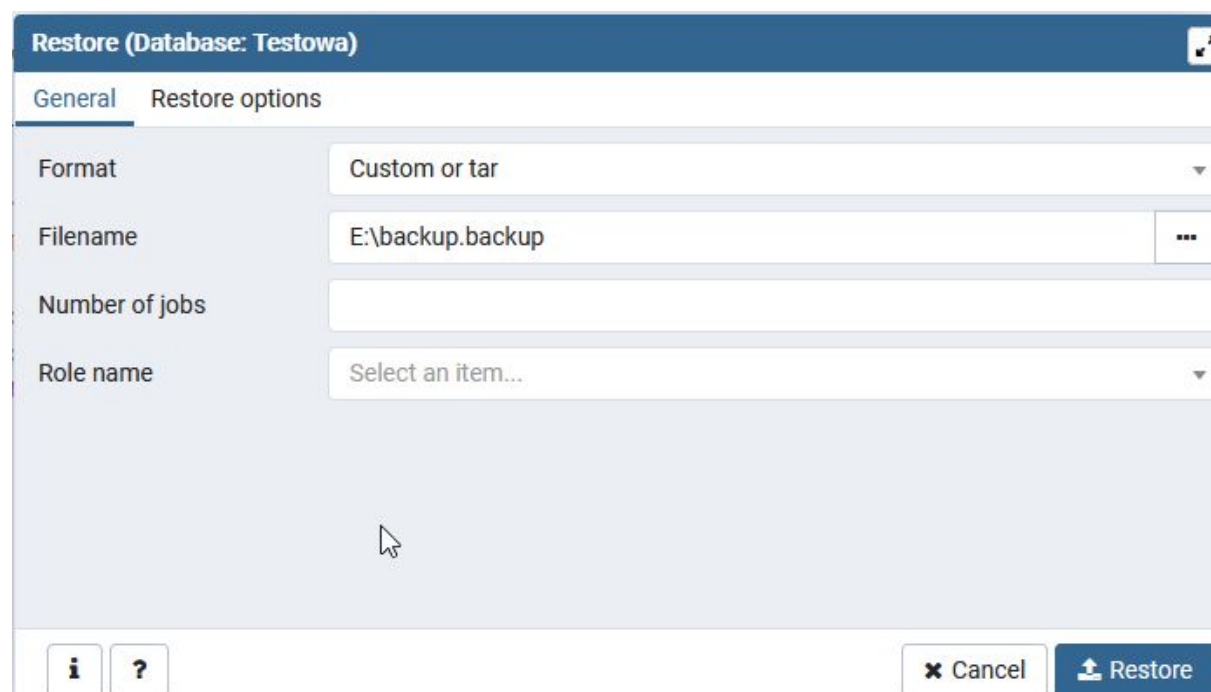 Restore (Database: Testowa)
General Restore options
Format Custom or tar
Filename E:\backup.backup
Number of jobs
Role name Select an item...
i ? Cancel Restore